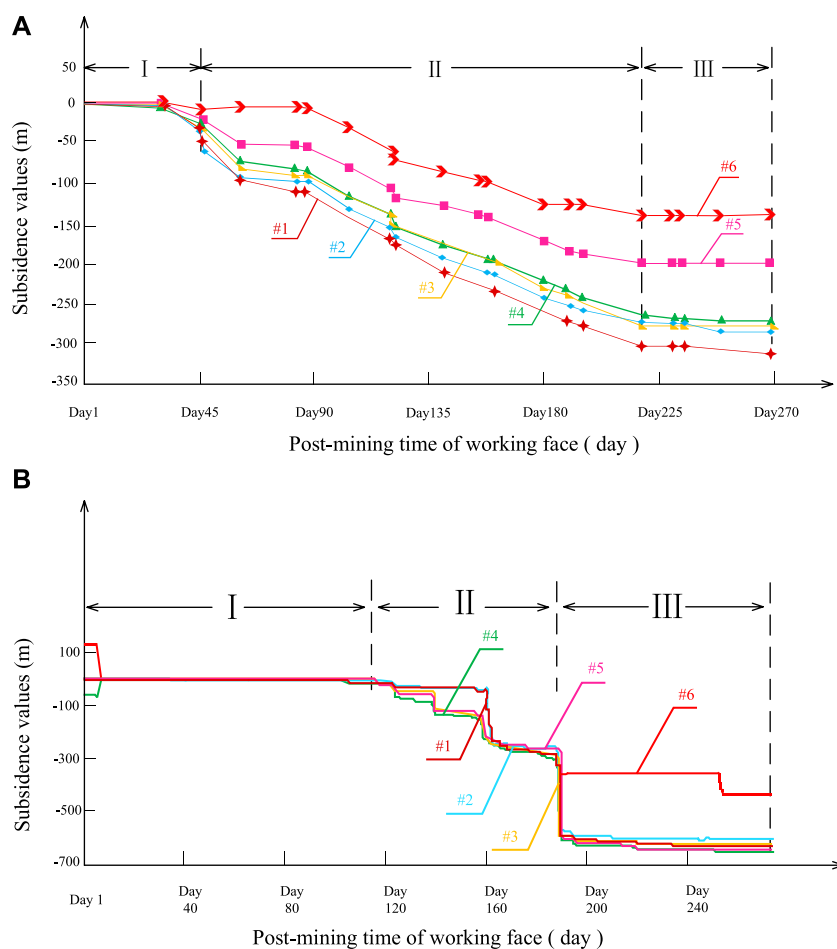 A
I
II
III
50
0
-50
-100
-150
-200
-250
-300
-350
Subsidence values (m)
#6
#5
#1
#2
#3
#4
Day1
Day45
Day90
Day135
Day180
Day225
Day270
Post-mining time of working face ( day )
B
I
II
III
100
-100
-300
-500
-700
Subsidence values (m)
#4
#5
#6
#1
#2
#3
Day 1
Day 40
Day 80
Day 120
Day 160
Day 200
Day 240
Post-mining time of working face ( day )